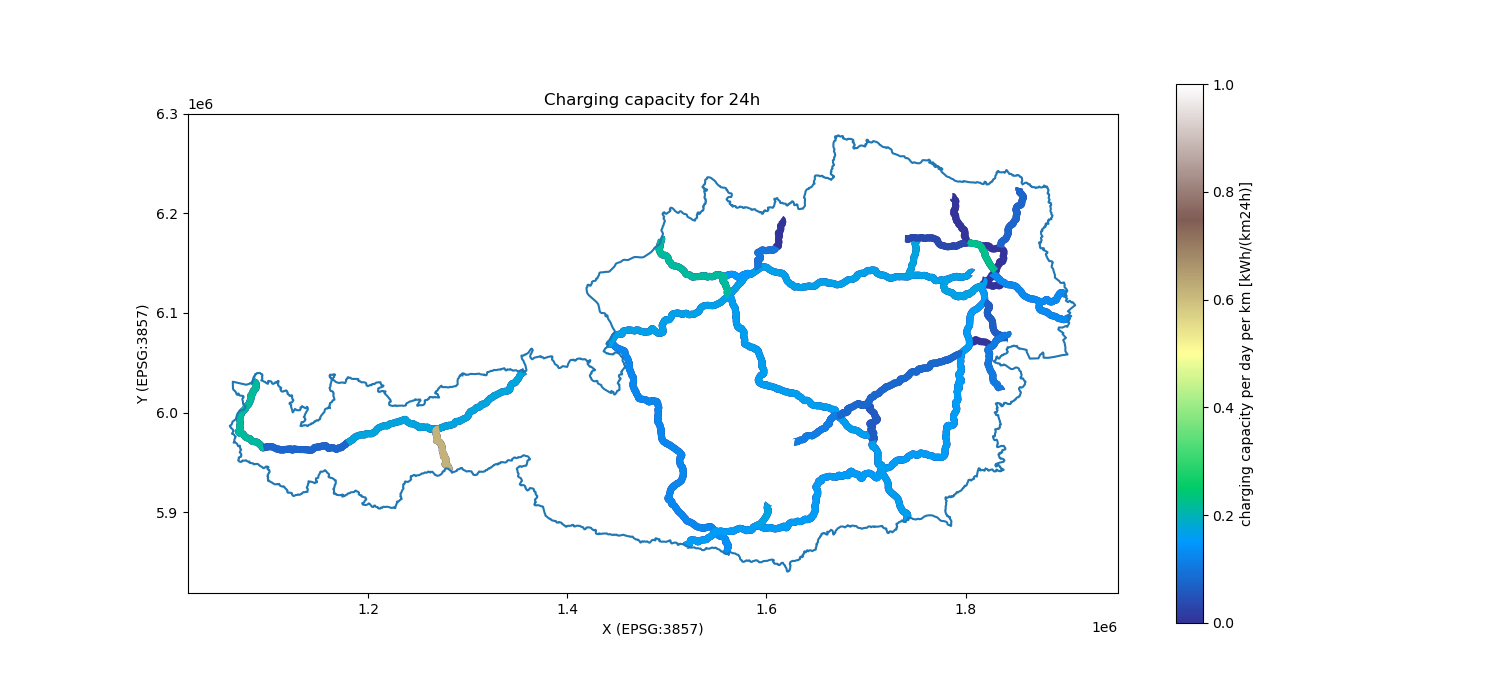 Charging capacity for 24h
1e6
6.3
6.2
6.1
6.0
5.9
Y (EPSG:3857)
1.2
1.4
1.6
1.8
1e6
X (EPSG:3857)
1.0
0.8
0.6
0.4
0.2
0.0
charging capacity per day per km [kWh/(km24h)]